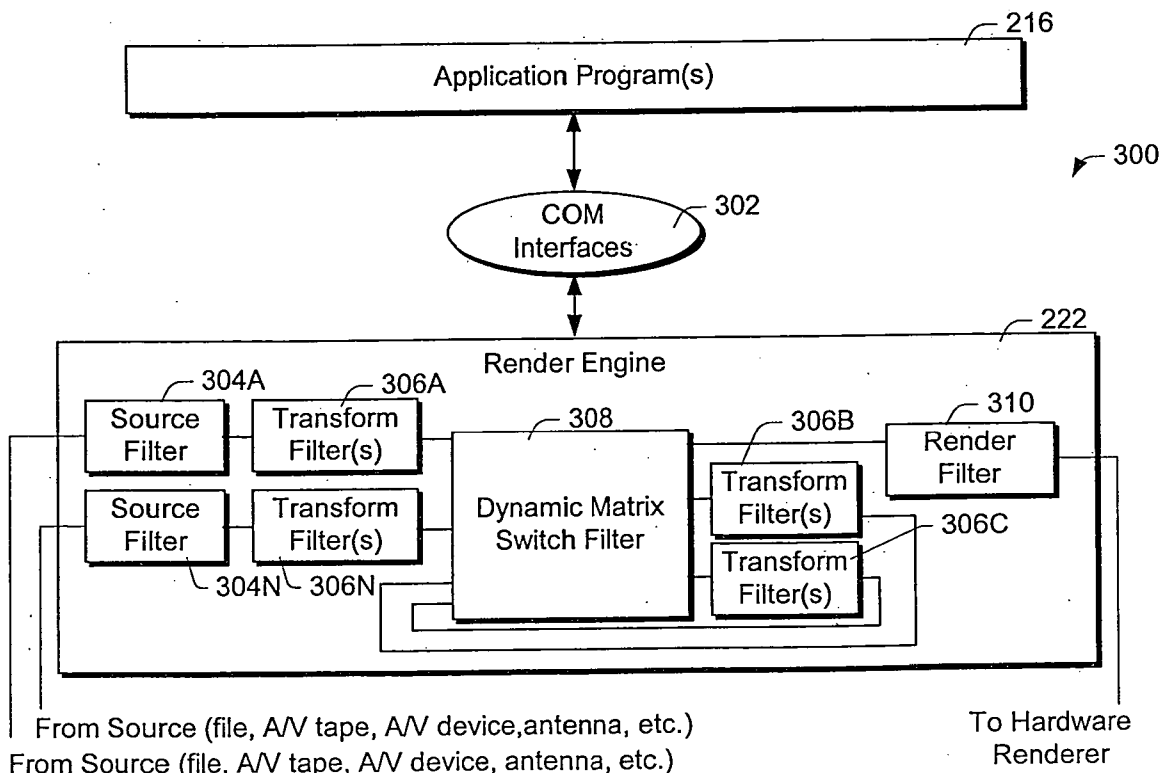 216
Application Program(s)
300
COM
Interfaces
302
222
Render Engine
304A
306A
308
306B
310
Source
Filter
Transform
Filter(s)
Dynamic Matrix
Switch Filter
Transform
Filter(s)
Render
Filter
Source
Filter
Transform
Filter(s)
Transform
Filter(s)
306C
304N
306N
From Source (file, A/V tape, A/V device,antenna, etc.)
From Source (file, A/V tape, A/V device, antenna, etc.)
To Hardware
Renderer